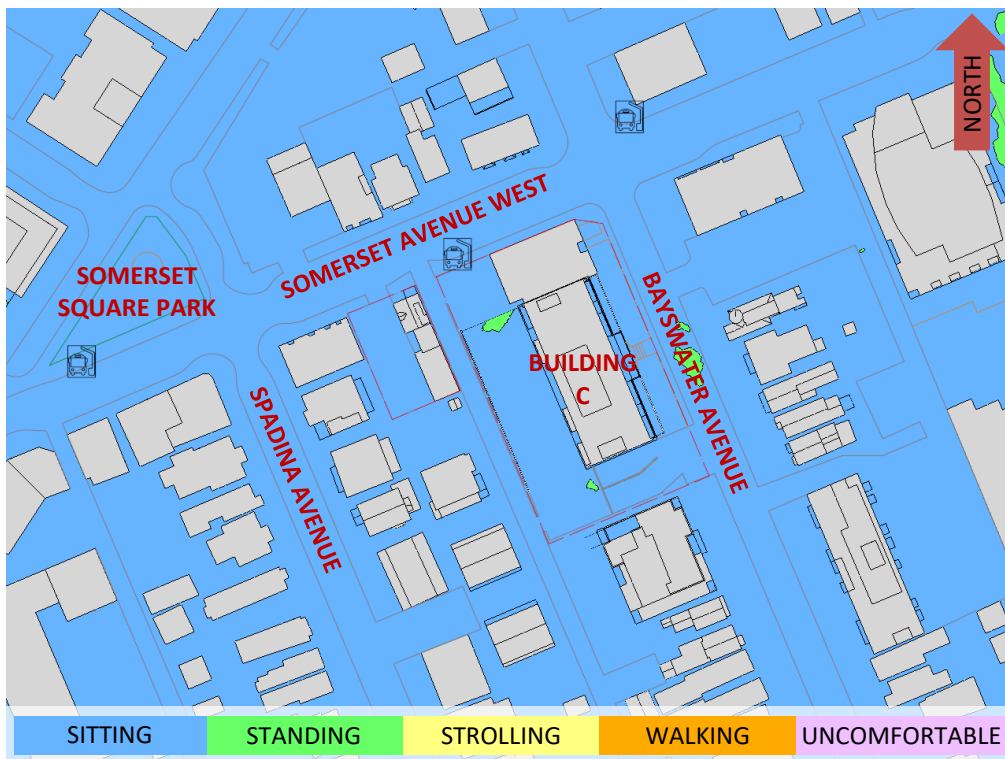 NORTH
SOMERSET AVENUE WEST
SOMERSET
SQUARE PARK
BAYSWATER AVENUE
BUILDING
C
SPADINA AVENUE
SITTING
STANDING
STROLLING
WALKING
UNCOMFORTABLE